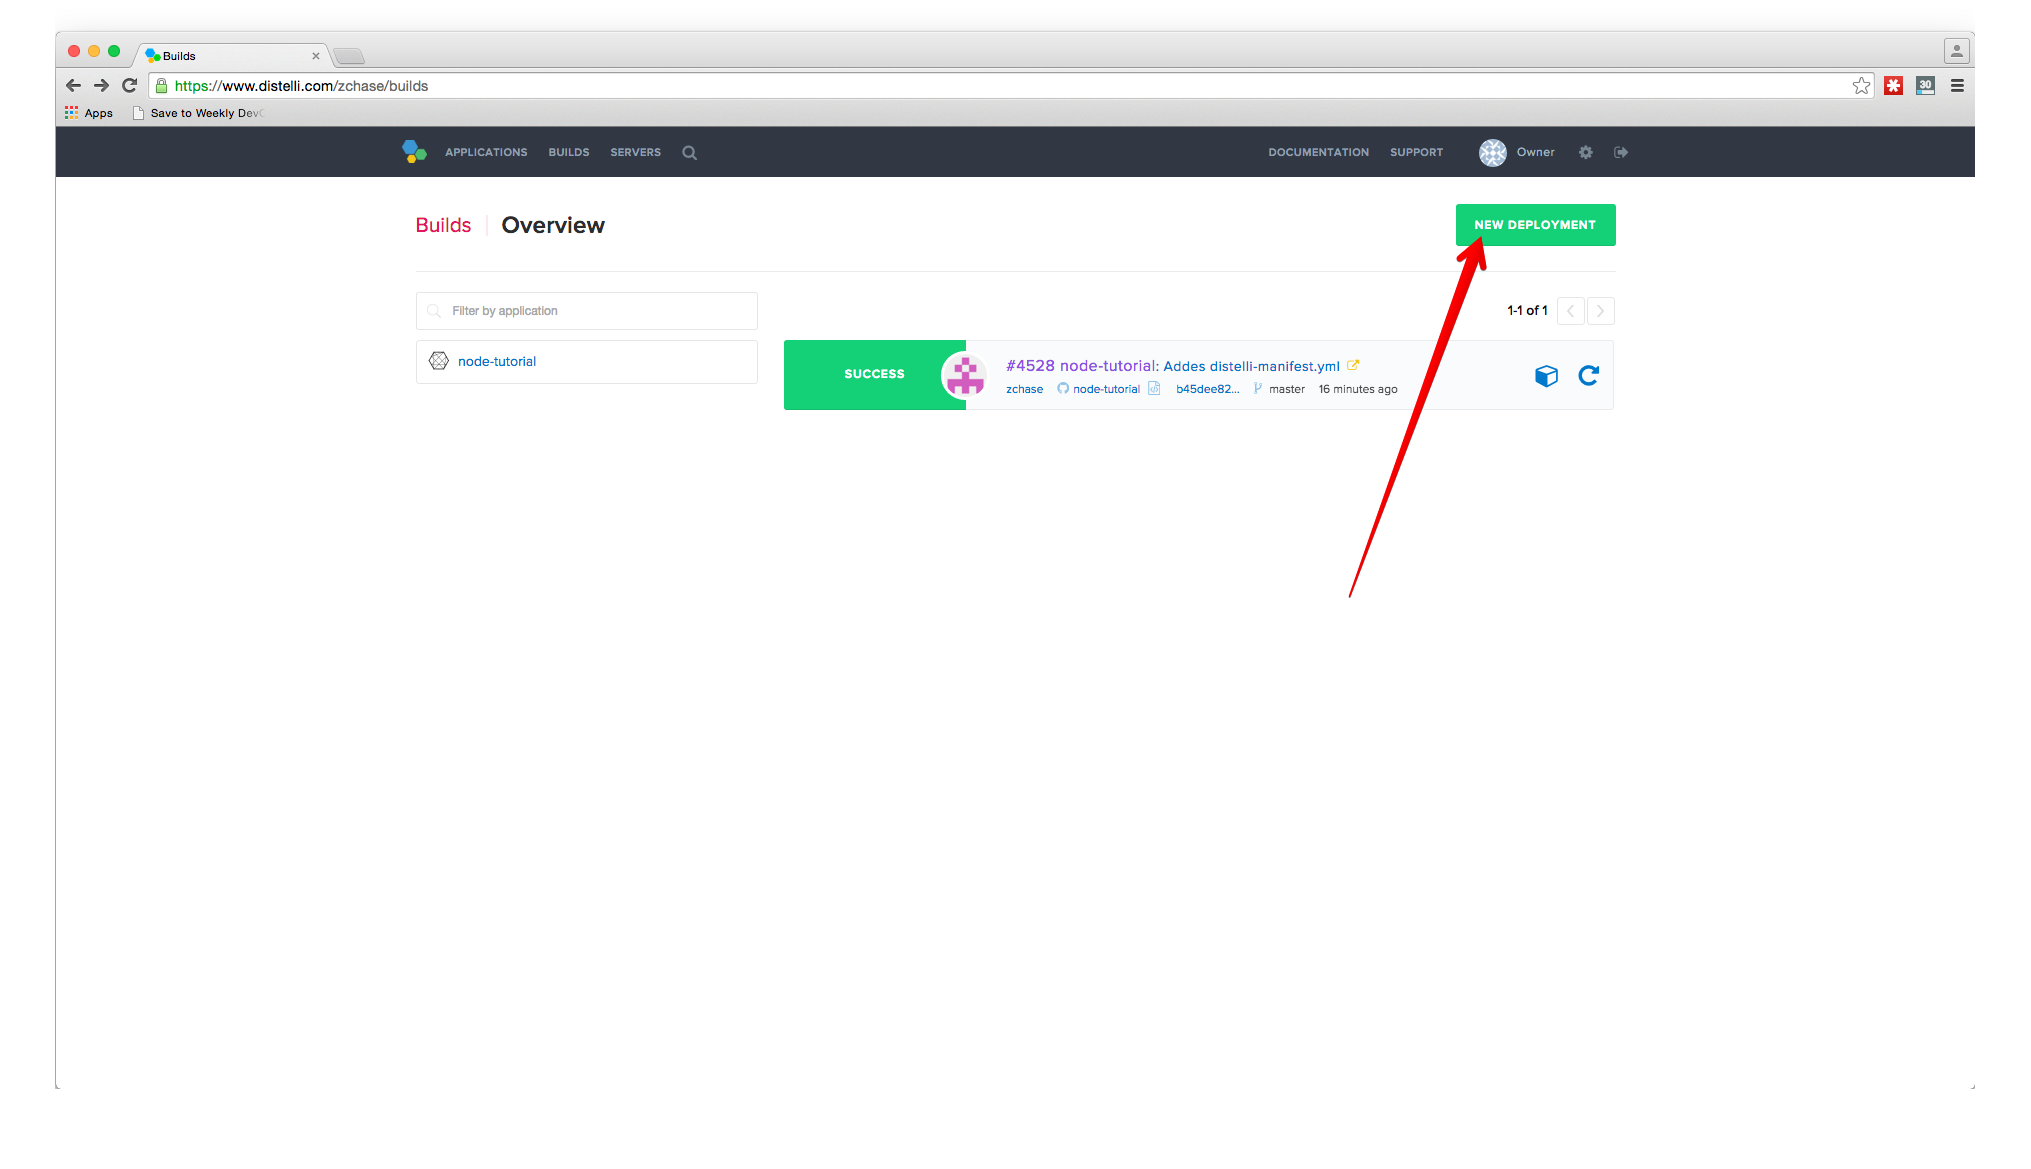 Builds
https://www.distelli.com/zchase/builds
30
Apps Save to Weekly Dev
APPLICATIONS BUILDS SERVERS DOCUMENTATION SUPPORT Owner
Builds Overview NEW DEPLOYMENT
Filter by application 1-1 of 1
node-tutorial
SUCCESS #4528 node-tutorial: Addes distelli-manifest.yml
zchase node-tutorial b45dee82... master 16 minutes ago